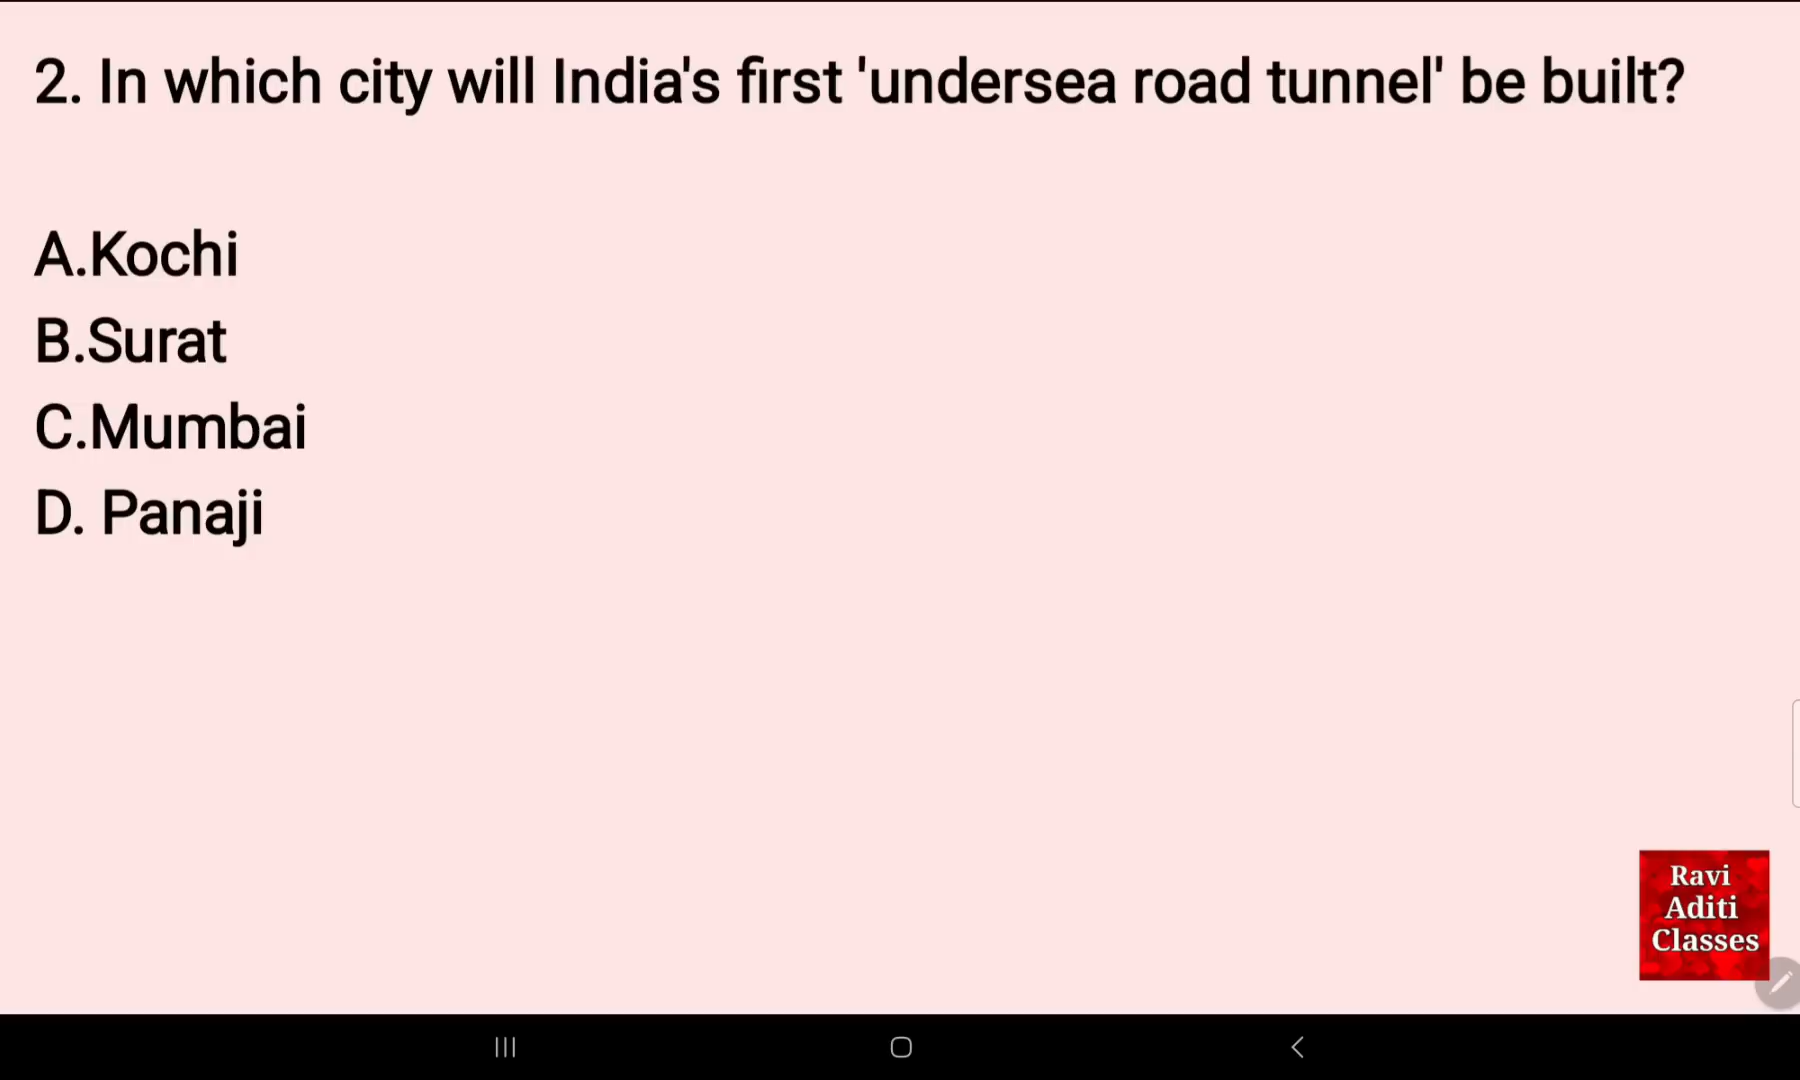 2. In which city will India's first 'undersea road tunnel' be built?
A.Kochi
B.Surat
C.Mumbai
D. Panaji
Ravi
Aditi
Classes